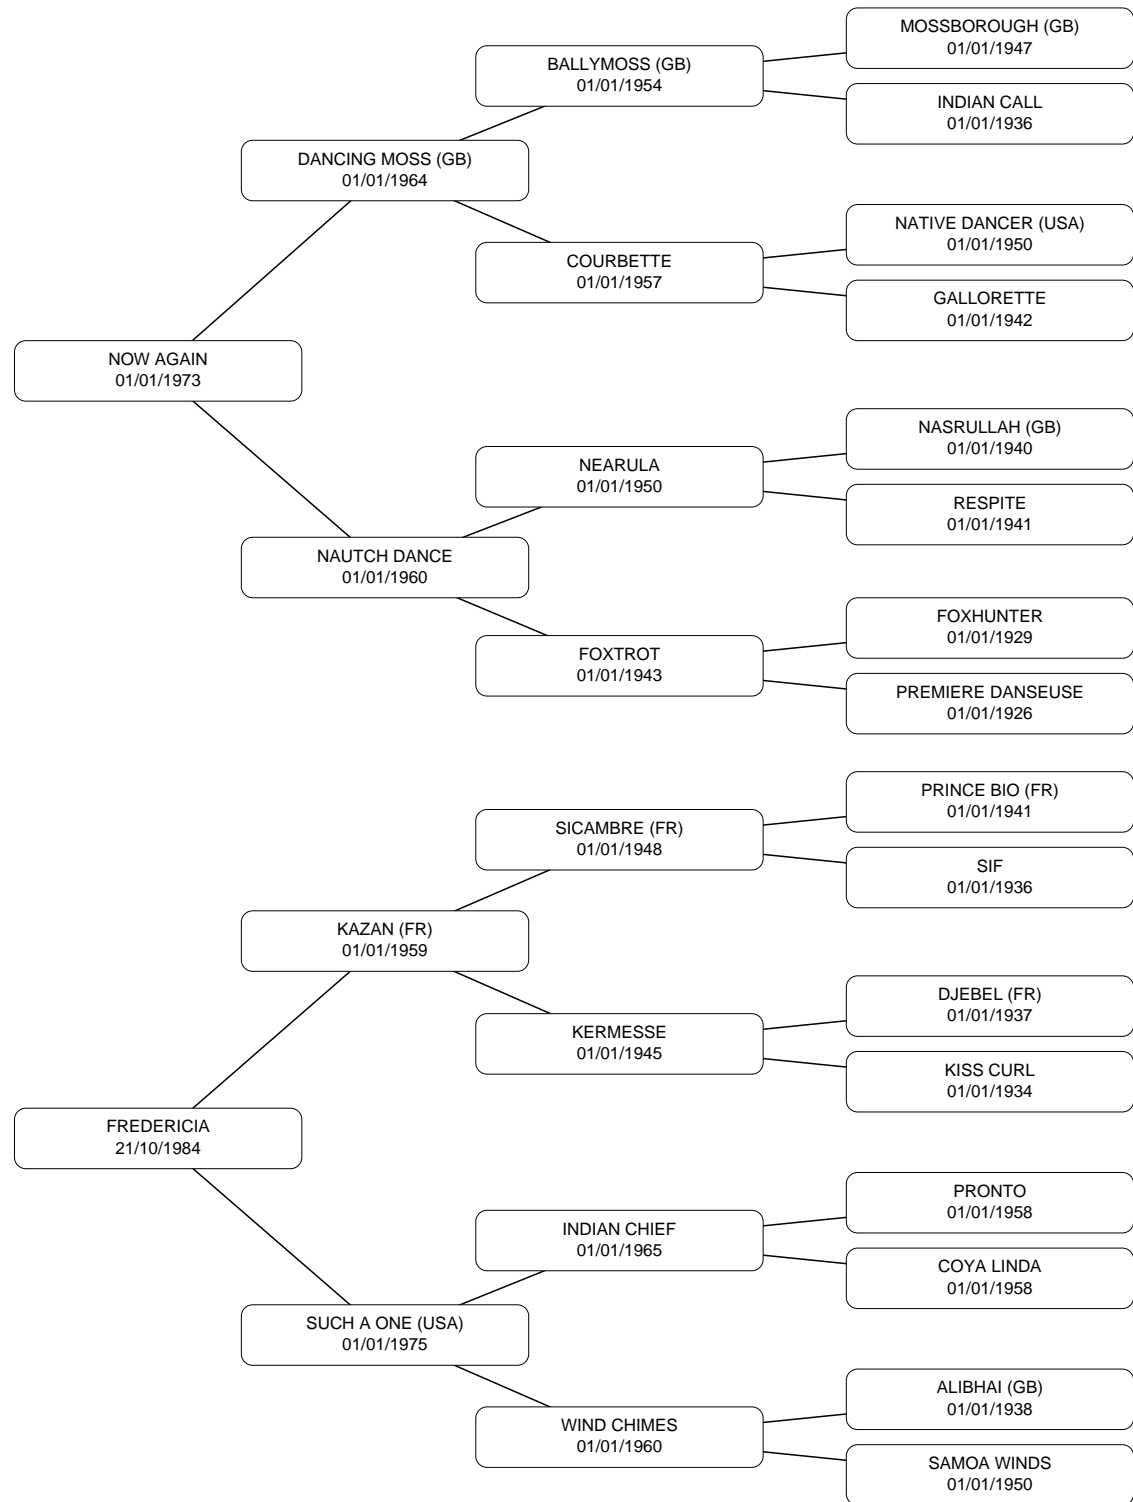 MOSSBOROUGH (GB)
01/01/1947
BALLYMOSS (GB)
01/01/1954
INDIAN CALL
01/01/1936
DANCING MOSS (GB)
01/01/1964
NATIVE DANCER (USA)
01/01/1950
COURBETTE
01/01/1957
GALLORETTE
01/01/1942
NOW AGAIN
01/01/1973
NASRULLAH (GB)
01/01/1940
NEARULA
01/01/1950
RESPITE
01/01/1941
NAUTCH DANCE
01/01/1960
FOXHUNTER
01/01/1929
FOXTROT
01/01/1943
PREMIERE DANSEUSE
01/01/1926
PRINCE BIO (FR)
01/01/1941
SICAMBRE (FR)
01/01/1948
SIF
01/01/1936
KAZAN (FR)
01/01/1959
DJEBEL (FR)
01/01/1937
KERMESSE
01/01/1945
KISS CURL
01/01/1934
FREDERICIA
21/10/1984
PRONTO
01/01/1958
INDIAN CHIEF
01/01/1965
COYA LINDA
01/01/1958
SUCH A ONE (USA)
01/01/1975
ALIBHAI (GB)
01/01/1938
WIND CHIMES
01/01/1960
SAMOA WINDS
01/01/1950